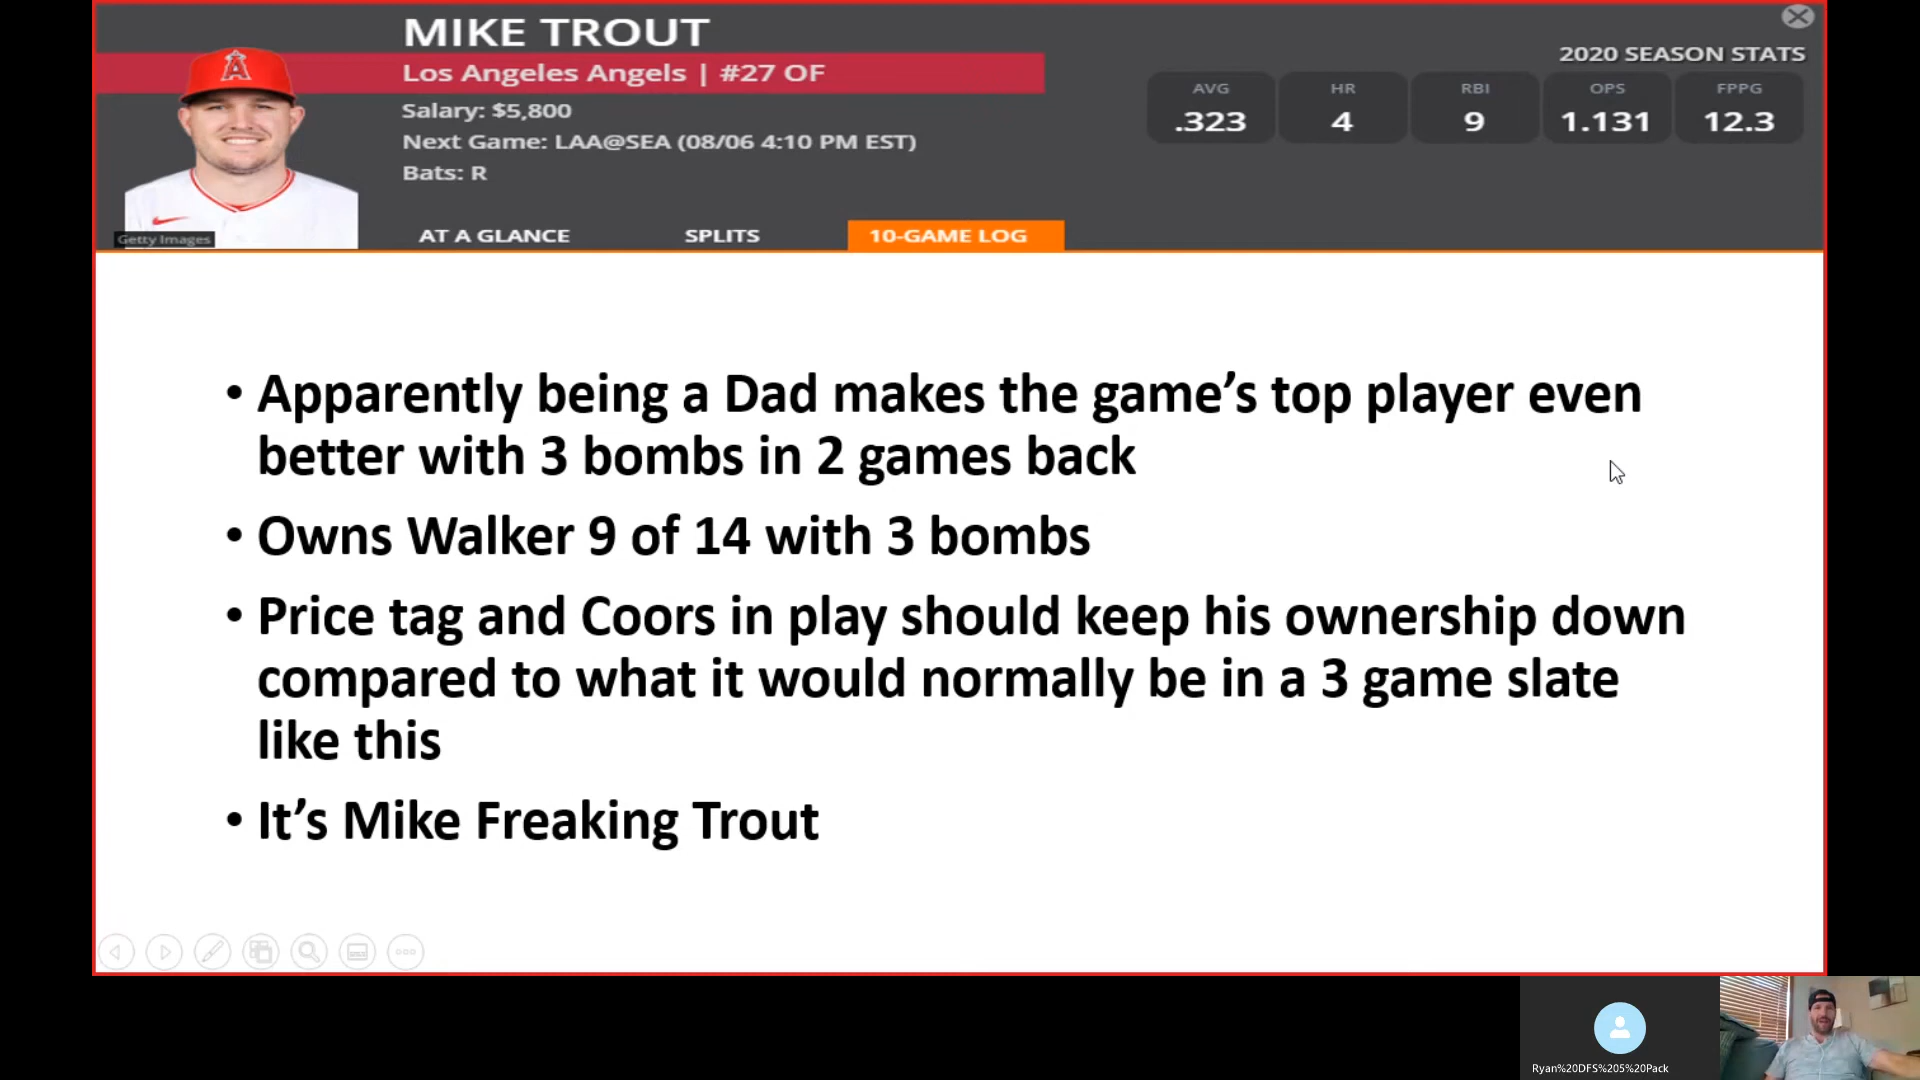 MIKE TROUT
Los Angeles Angels | #27 OF
Salary: $5,800
Next Game: LAA@SEA (08/06 4:10 PM EST)
Bats: R
2020 SEASON STATS
AVG HR RBI OPS FPPG
.323 4 9 1.131 12.3
Getty Images
AT A GLANCE SPLITS 10-GAME LOG
• Apparently being a Dad makes the game’s top player even
better with 3 bombs in 2 games back
• Owns Walker 9 of 14 with 3 bombs
• Price tag and Coors in play should keep his ownership down
compared to what it would normally be in a 3 game slate
like this
• It’s Mike Freaking Trout
Ryan%20DFS%205%20Pack